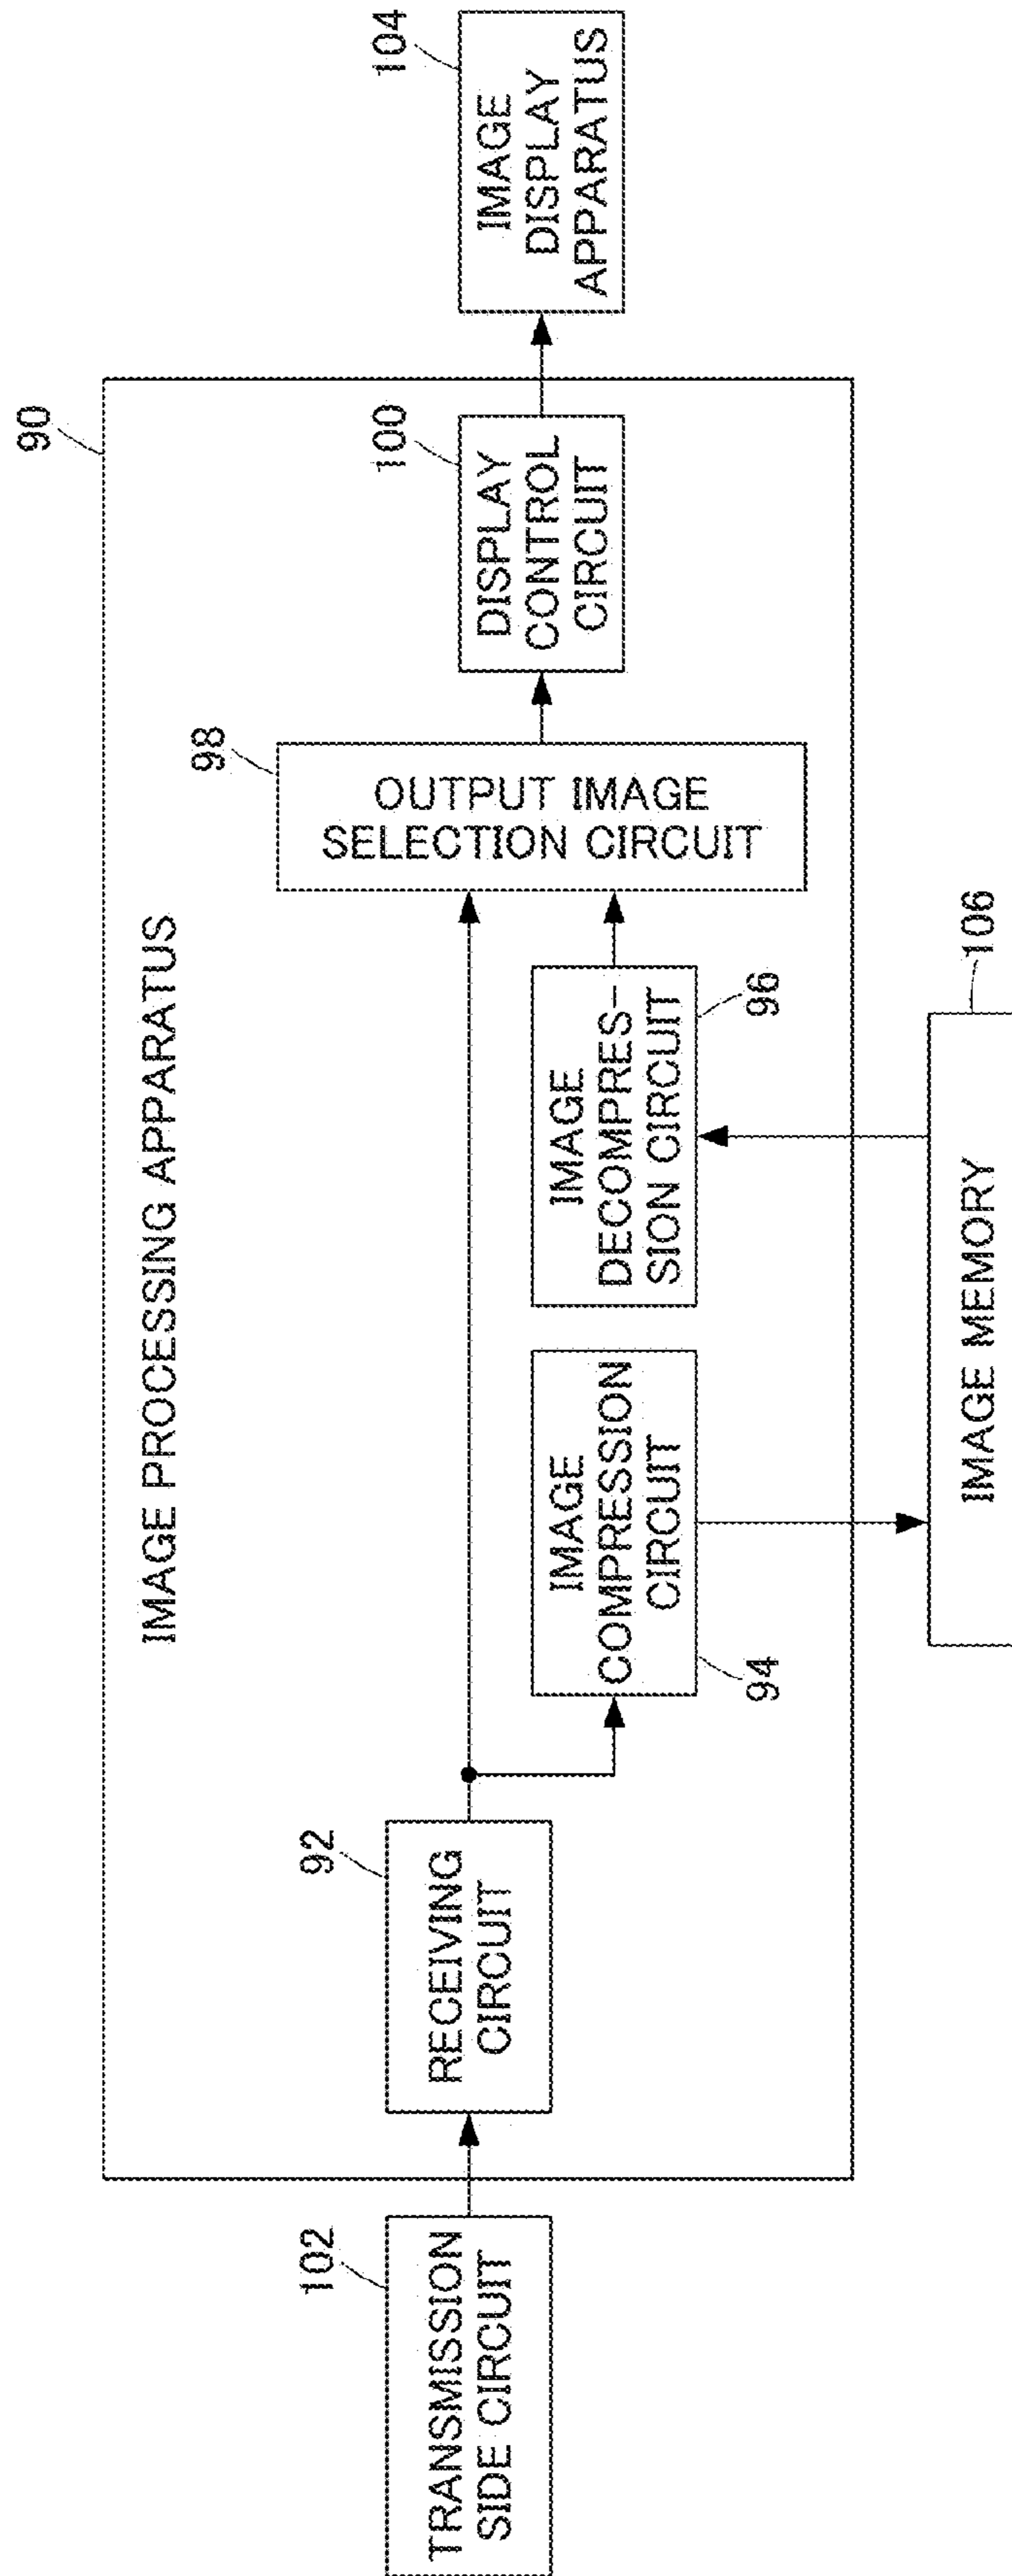 90
IMAGE PROCESSING APPARATUS
102
TRANSMISSION
SIDE CIRCUIT
92
RECEIVING
CIRCUIT
98
OUTPUT IMAGE
SELECTION CIRCUIT
100
DISPLAY
CONTROL
CIRCUIT
104
IMAGE
DISPLAY
APPARATUS
IMAGE
COMPRESSION
CIRCUIT
94
IMAGE
DECOMPRES-
SION CIRCUIT
96
106
IMAGE MEMORY